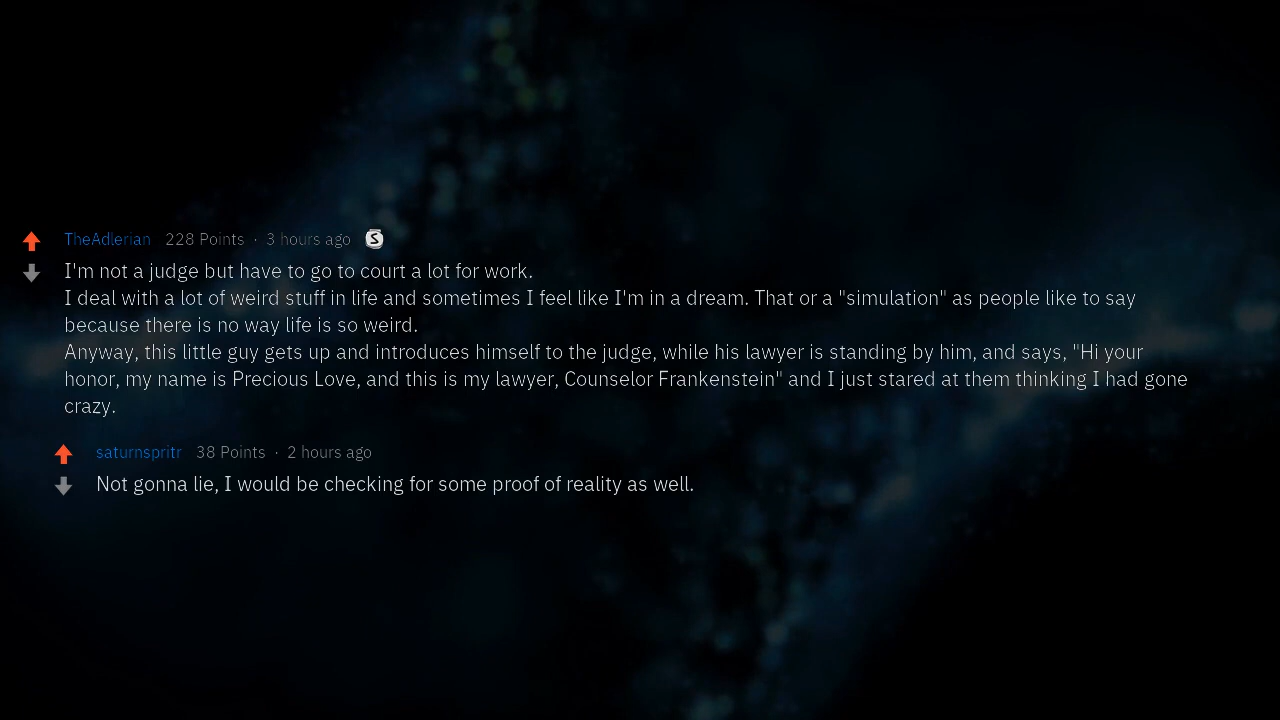 TheAdlerian 228 Points · 3 hours ago S
I'm not a judge but have to go to court a lot for work.
I deal with a lot of weird stuff in life and sometimes I feel like I'm in a dream. That or a "simulation" as people like to say
because there is no way life is so weird.
Anyway, this little guy gets up and introduces himself to the judge, while his lawyer is standing by him, and says, "Hi your
honor, my name is Precious Love, and this is my lawyer, Counselor Frankenstein" and I just stared at them thinking I had gone
crazy.
saturnspritr 38 Points · 2 hours ago
Not gonna lie, I would be checking for some proof of reality as well.